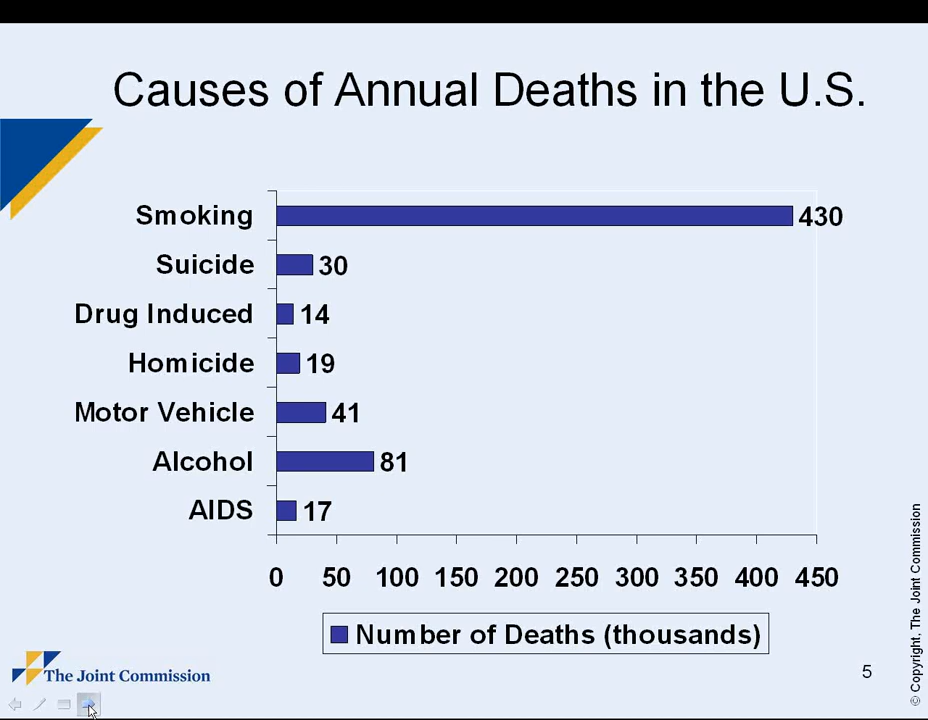 Causes of Annual Deaths in the U.S.
Smoking 430
Suicide 30
Drug Induced 14
Homicide 19
Motor Vehicle 41
Alcohol 81
AIDS 17
0 50 100 150 200 250 300 350 400 450
Number of Deaths (thousands)
The Joint Commission
5
© Copyright, The Joint Commission